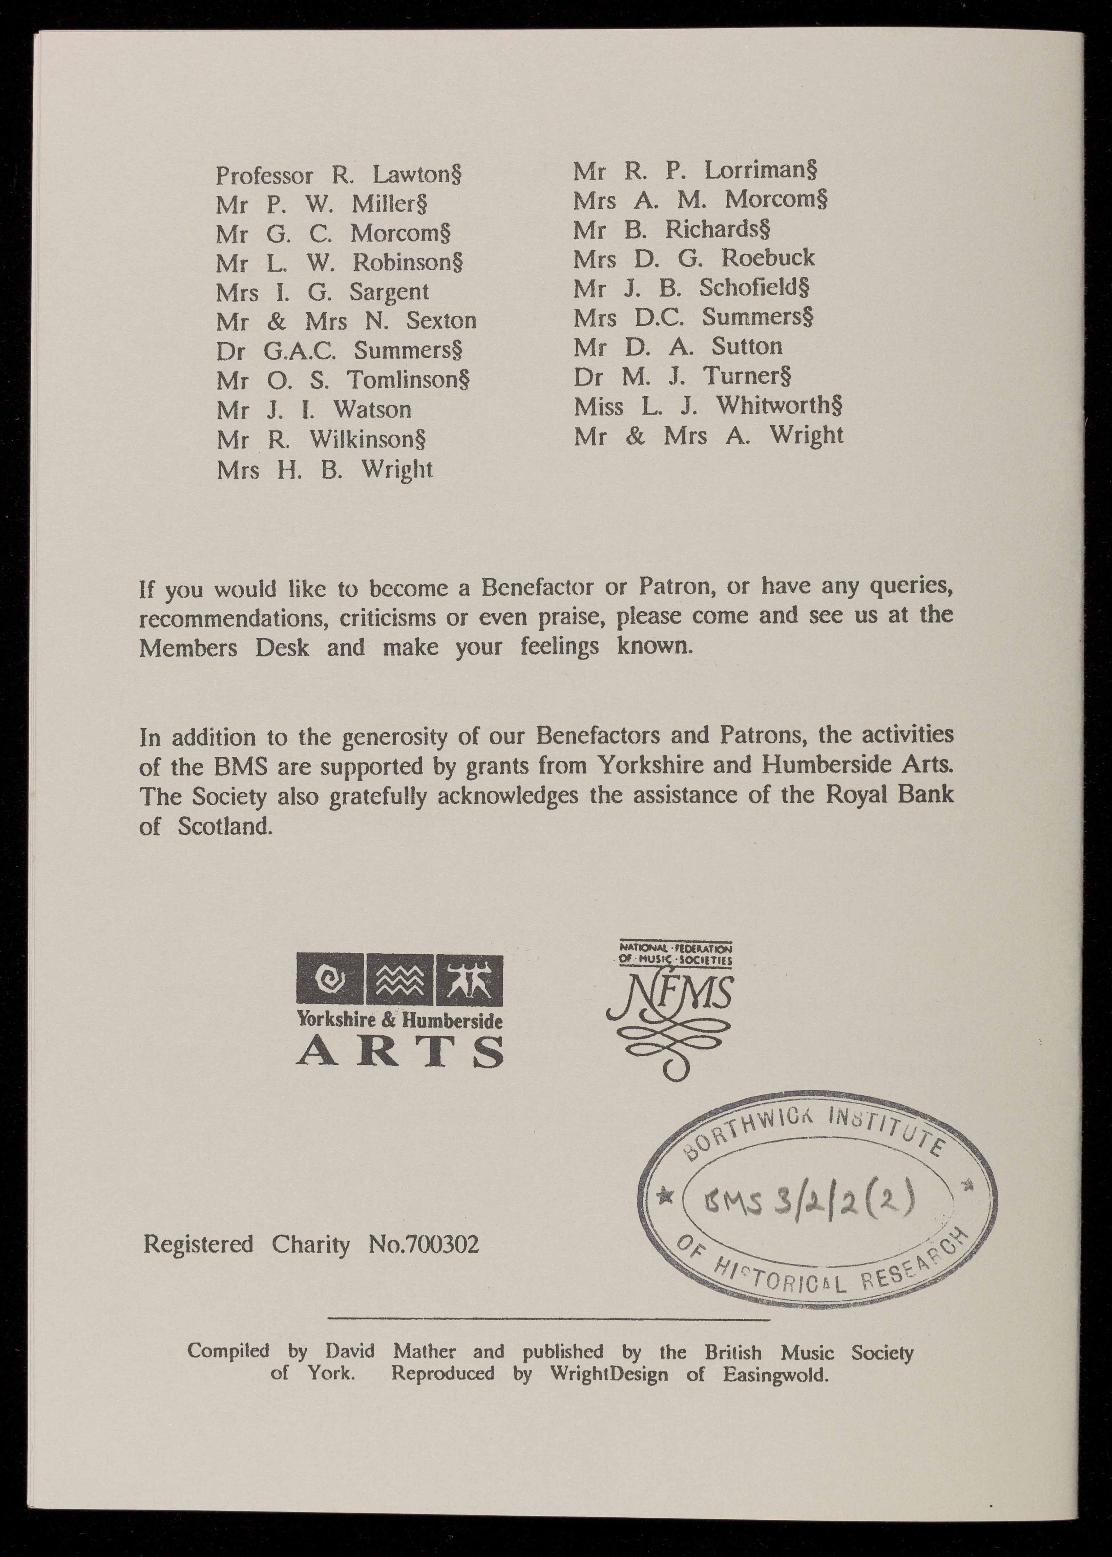 Professor R. Lawton§
Mr P. W. Miller§
Mr G. C. Morcom§
Mr L. W. Robinson§
Mrs I. G. Sargent
Mr & Mrs N. Sexton
Dr G.A.C. Summers§
Mr O. S. Tomlinson§
Mr J. I. Watson
Mr R. Wilkinson§
Mrs H. B. Wright
Mr R. P. Lorriman§
Mrs A. M. Morcom§
Mr B. Richards§
Mrs D. G. Roebuck
Mr J. B. Schofield§
Mrs D.C. Summers§
Mr D. A. Sutton
Dr M. J. Turner§
Miss L. J. Whitworth§
Mr & Mrs A. Wright
If you would like to become a Benefactor or Patron, or have any queries,
recommendations, criticisms or even praise, please come and see us at the
Members Desk and make your feelings known.
In addition to the generosity of our Benefactors and Patrons, the activities
of the BMS are supported by grants from Yorkshire and Humberside Arts.
The Society also gratefully acknowledges the assistance of the Royal Bank
of Scotland.
Yorkshire & Humberside
ARTS
NATIONAL · FEDERATION
OF · MUSIC · SOCIETIES
NFMS
BORTHWICK INSTITUTE
BMS 3/2/2(2)
OF HISTORICAL RESEARCH
Registered Charity No.700302
Compiled by David Mather and published by the British Music Society
of York. Reproduced by WrightDesign of Easingwold.